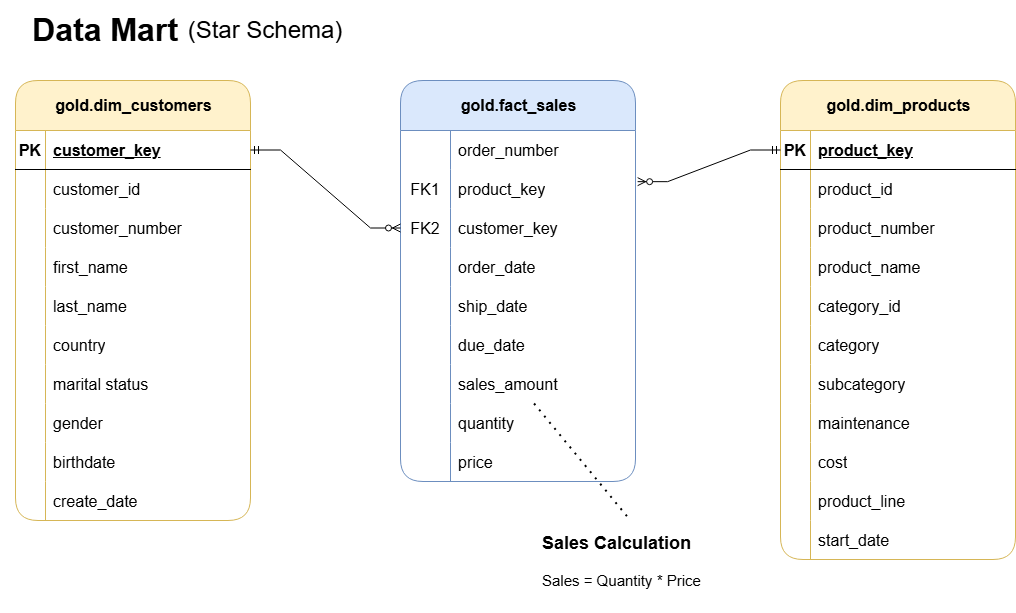 Data Mart (Star Schema)
gold.dim_customers
PK customer_key
customer_id
customer_number
first_name
last_name
country
marital status
gender
birthdate
create_date
gold.fact_sales
order_number
FK1 product_key
FK2 customer_key
order_date
ship_date
due_date
sales_amount
quantity
price
Sales Calculation
Sales = Quantity * Price
gold.dim_products
PK product_key
product_id
product_number
product_name
category_id
category
subcategory
maintenance
cost
product_line
start_date